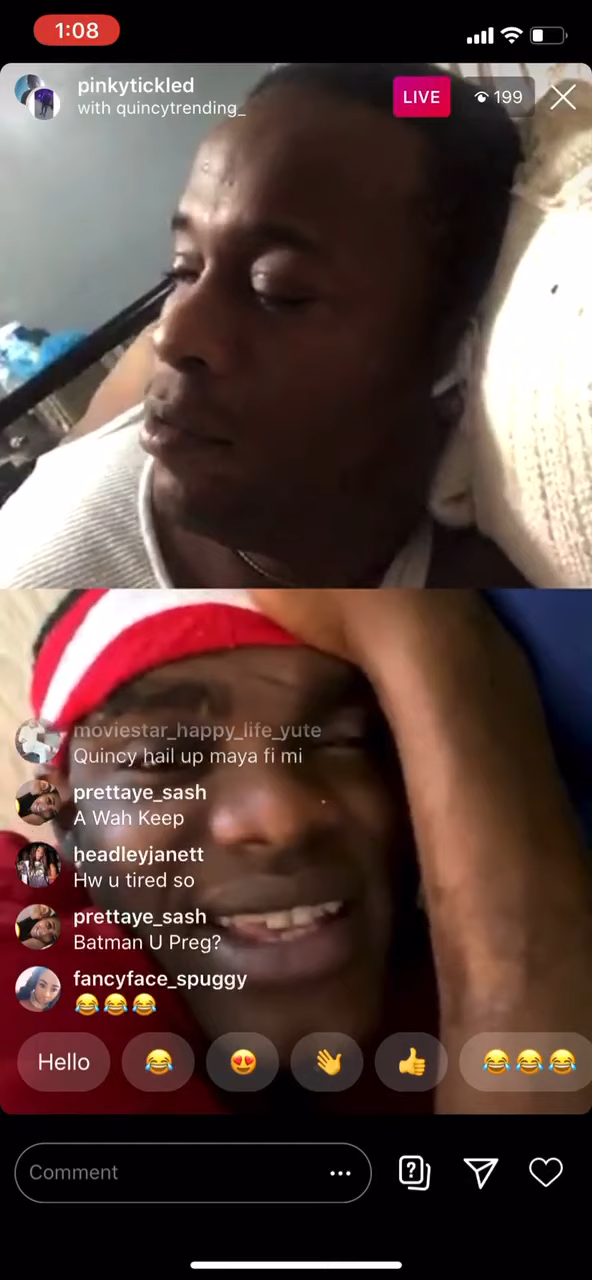 1:08
pinkytickled
with quincytrending_
LIVE
199
moviestar_happy_life_yute
Quincy hail up maya fi mi
prettaye_sash
A Wah Keep
headleyjanett
Hw u tired so
prettaye_sash
Batman U Preg?
fancyface_spuggy
😂😂😂
Hello 😂 😍 👋 👍 😂😂😂
Comment